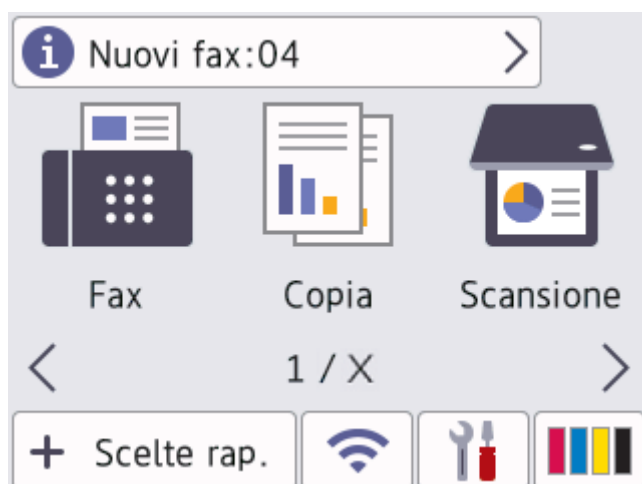 Nuovi fax:04
Fax
Copia
Scansione
1 / X
+ Scelte rap.